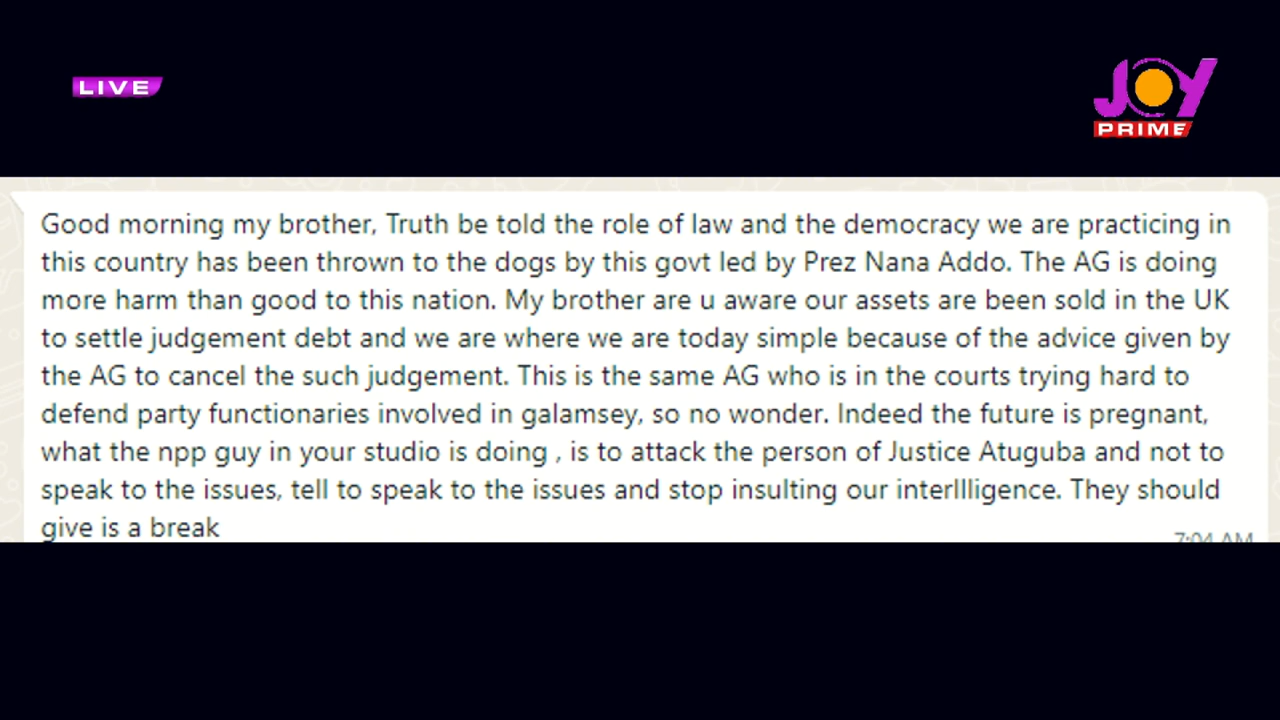 LIVE
JOY
PRIME
Good morning my brother, Truth be told the role of law and the democracy we are practicing in
this country has been thrown to the dogs by this govt led by Prez Nana Addo. The AG is doing
more harm than good to this nation. My brother are u aware our assets are been sold in the UK
to settle judgement debt and we are where we are today simple because of the advice given by
the AG to cancel the such judgement. This is the same AG who is in the courts trying hard to
defend party functionaries involved in galamsey, so no wonder. Indeed the future is pregnant,
what the npp guy in your studio is doing , is to attack the person of Justice Atuguba and not to
speak to the issues, tell to speak to the issues and stop insulting our interllligence. They should
give is a break
7:04 AM